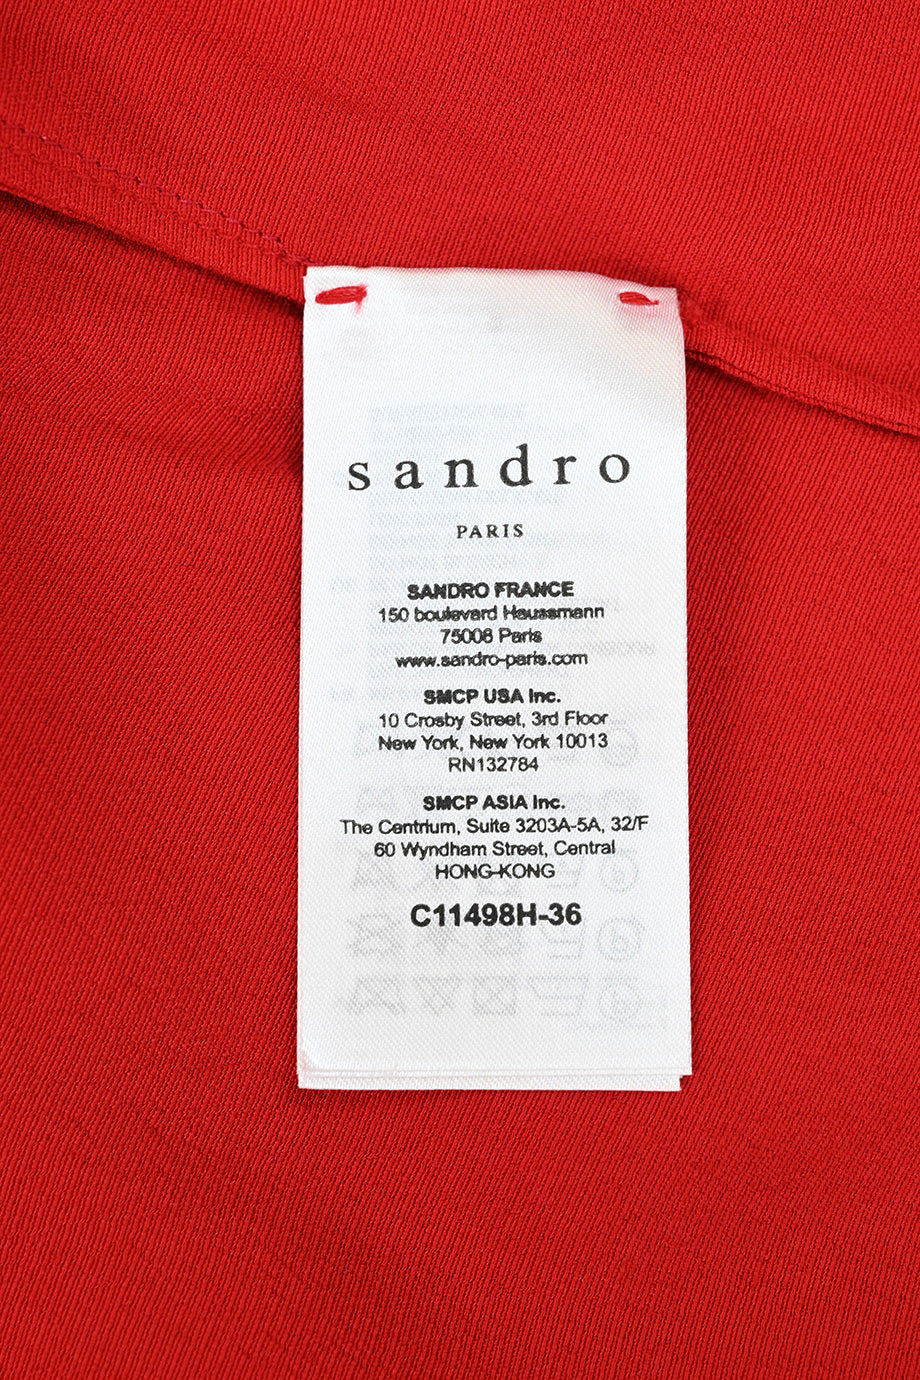 sandro
PARIS
SANDRO FRANCE
150 boulevard Haussmann
75008 Paris
www.sandro-paris.com
SMCP USA Inc.
10 Crosby Street, 3rd Floor
New York, New York 10013
RN132784
SMCP ASIA Inc.
The Centrium, Suite 3203A-5A, 32/F
60 Wyndham Street, Central
HONG-KONG
C11498H-36